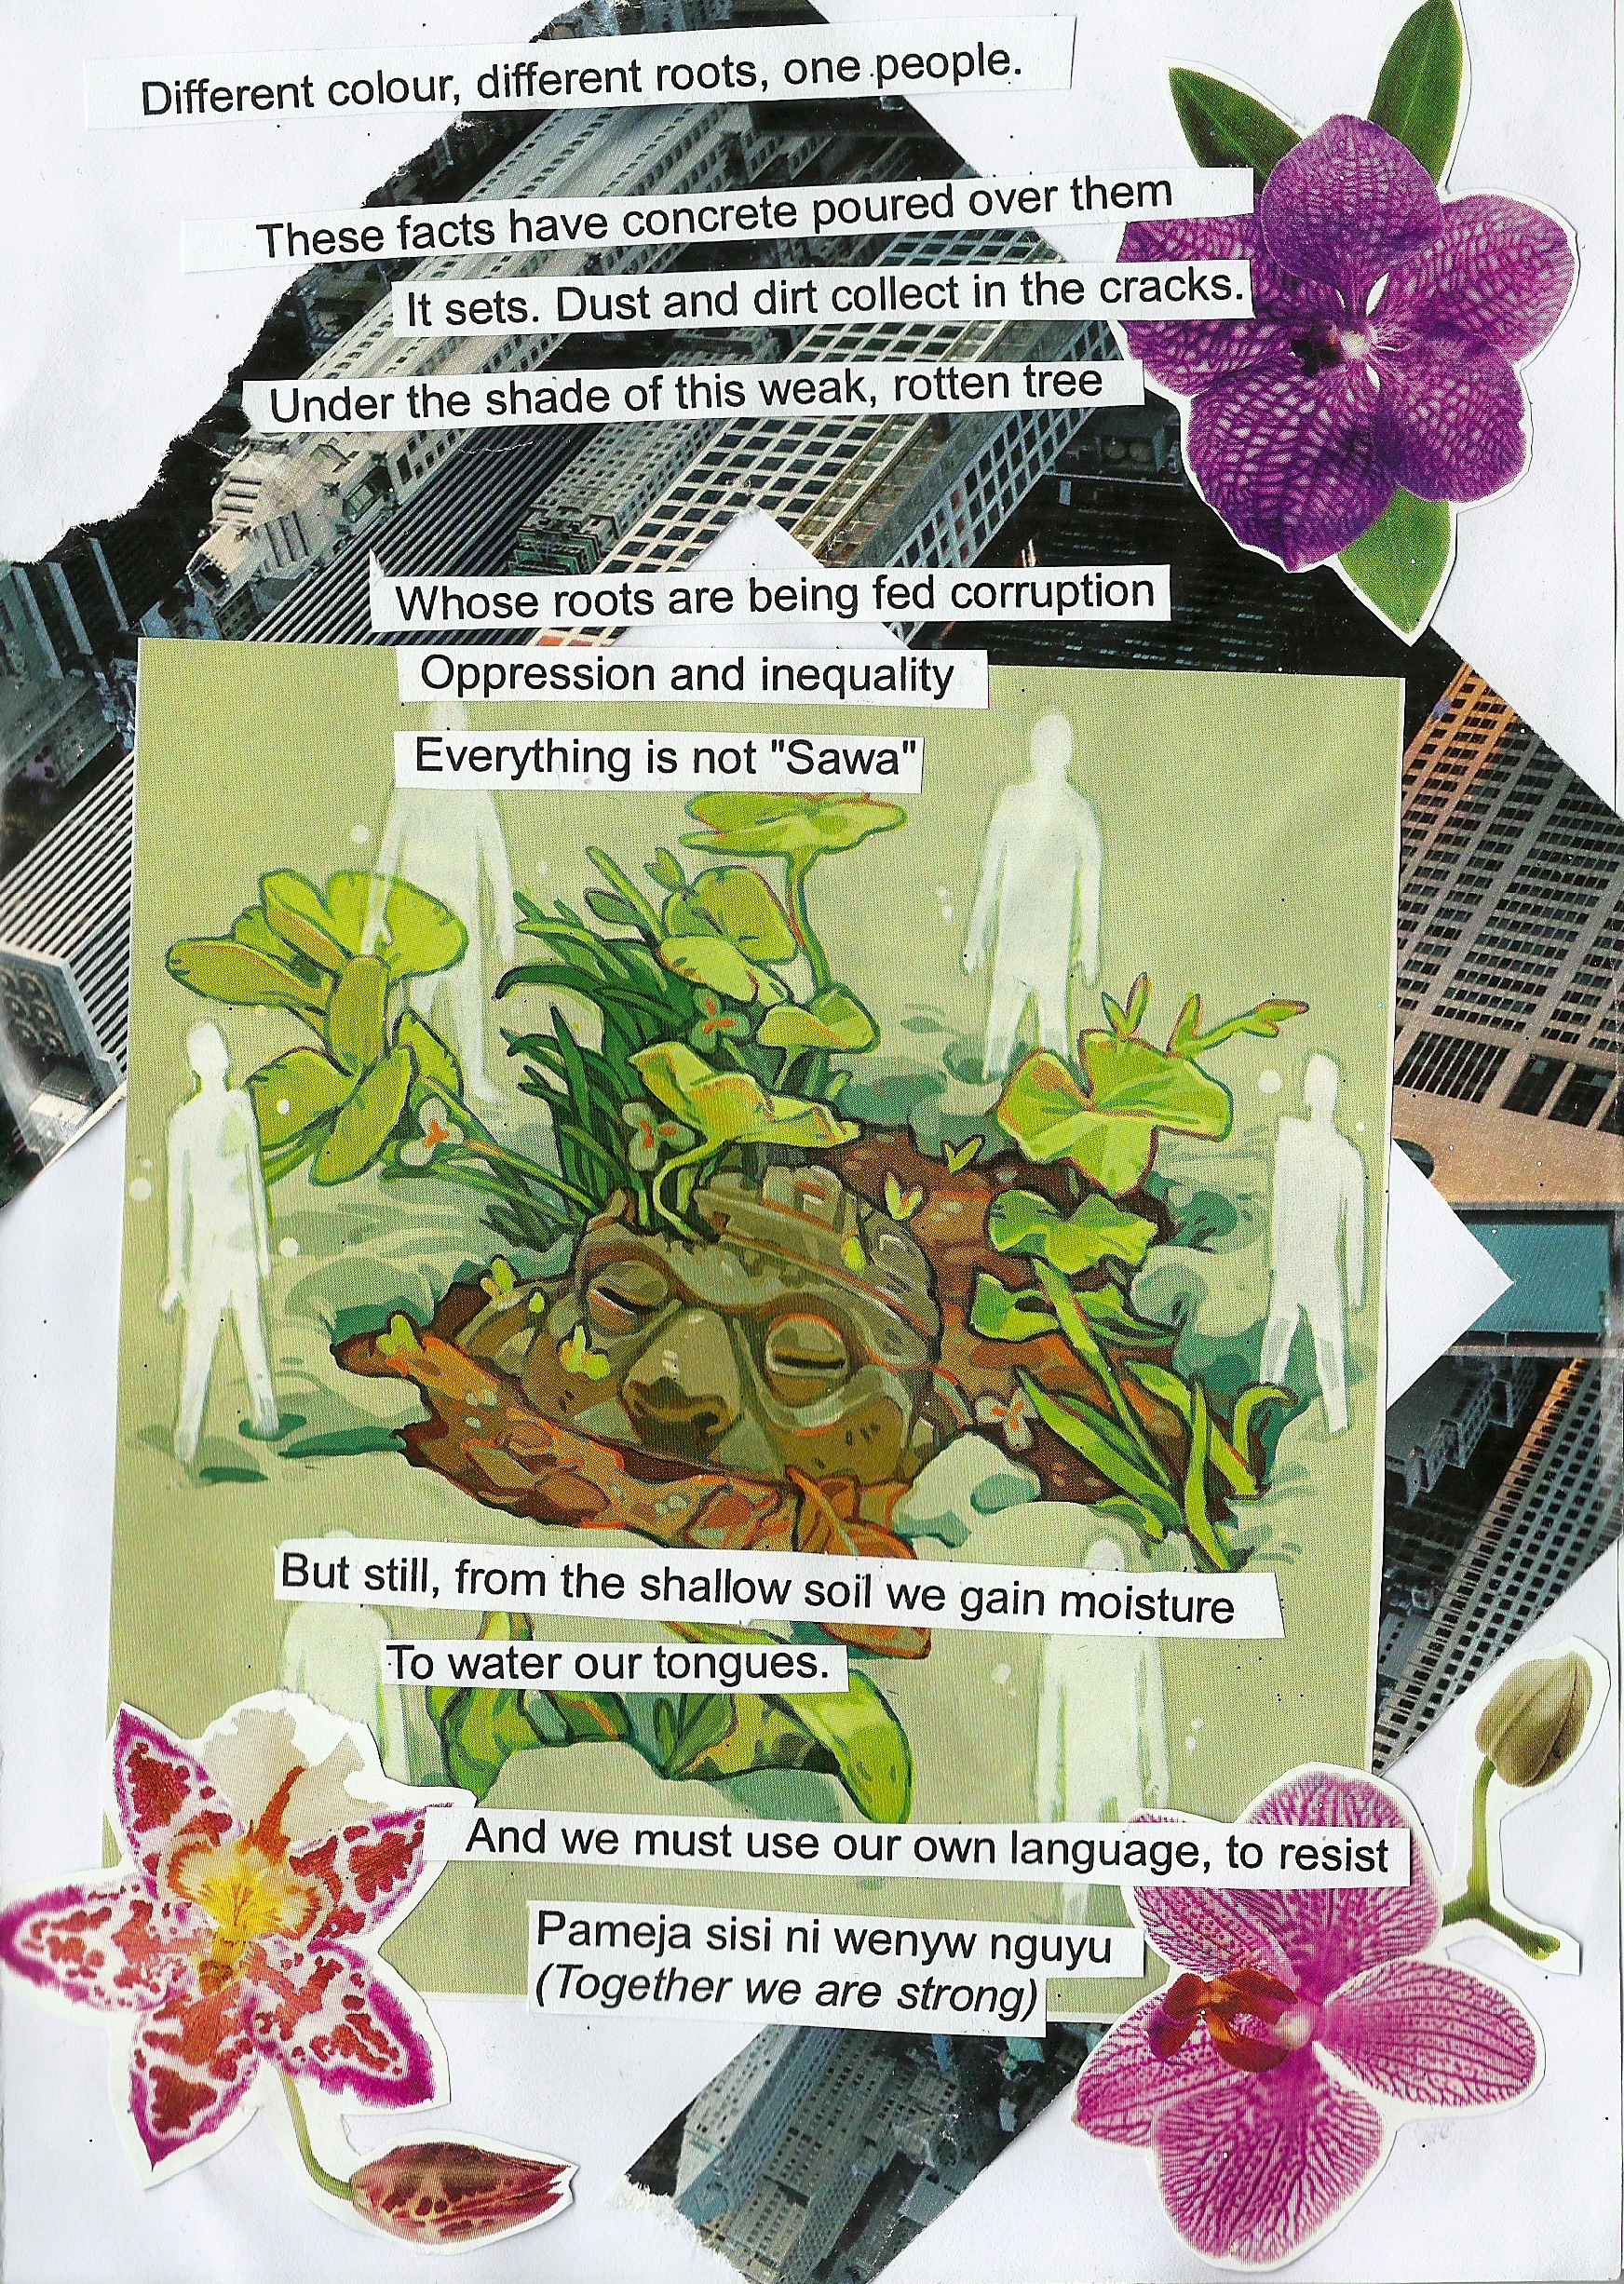 Different colour, different roots, one people.
These facts have concrete poured over them
It sets. Dust and dirt collect in the cracks.
Under the shade of this weak, rotten tree
Whose roots are being fed corruption
Oppression and inequality
Everything is not "Sawa"
But still, from the shallow soil we gain moisture
To water our tongues.
And we must use our own language, to resist
Pameja sisi ni wenyw nguyu
(Together we are strong)